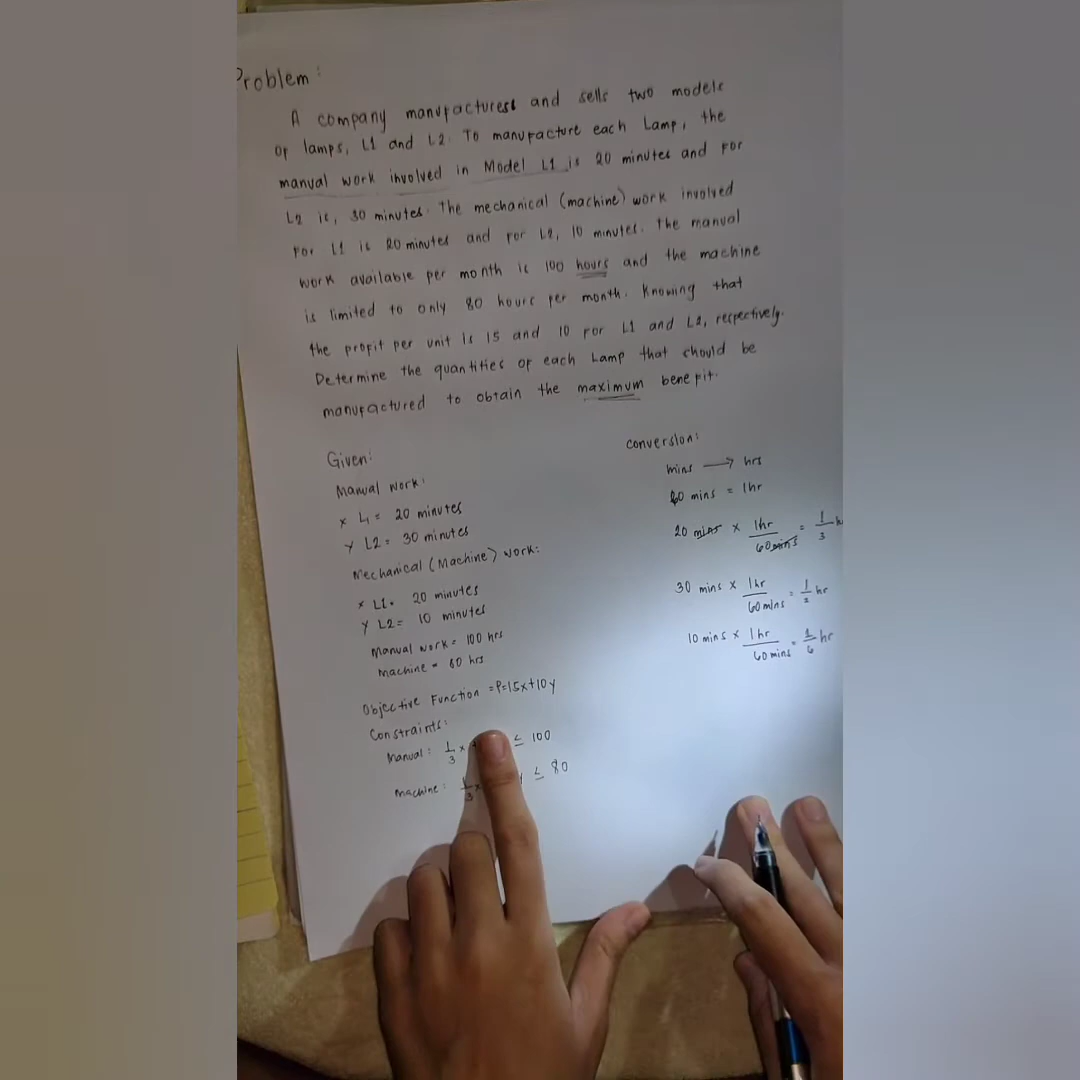 Problem:
A company manufactures and sells two models
of lamps, L1 and L2. To manufacture each Lamp, the
manual work involved in Model L1 is 20 minutes and for
L2 is, 30 minutes. The mechanical (machine) work involved
for L1 is 20 minutes and for L2, 10 minutes. The manual
work available per month is 100 hours and the machine
is limited to only 80 hours per month. Knowing that
the profit per unit is 15 and 10 for L1 and L2, respectively.
Determine the quantities of each Lamp that should be
manufactured to obtain the maximum benefit.
Given:
Manual work:
x L1 = 20 minutes
y L2 = 30 minutes
Mechanical (Machine) work:
x L1 = 20 minutes
y L2 = 10 minutes
Manual work = 100 hrs
machine = 80 hrs
Objective Function = P=15x+10y
Constraints:
Manual: 1/3 x ≤ 100
machine: 1/3 x y ≤ 80
conversion:
mins → hrs
60 mins = 1hr
20 mins x 1hr/60mins = 1/3 h
30 mins x 1hr/60mins = 1/2 hr
10 mins x 1hr/60 mins = 1/6 hr